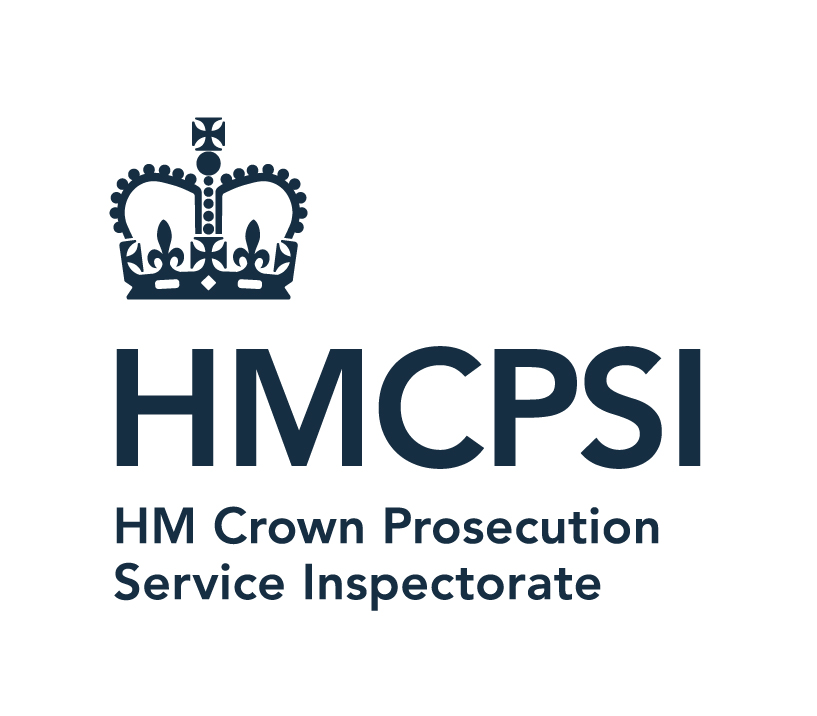 HMCPSI
HM Crown Prosecution
Service Inspectorate